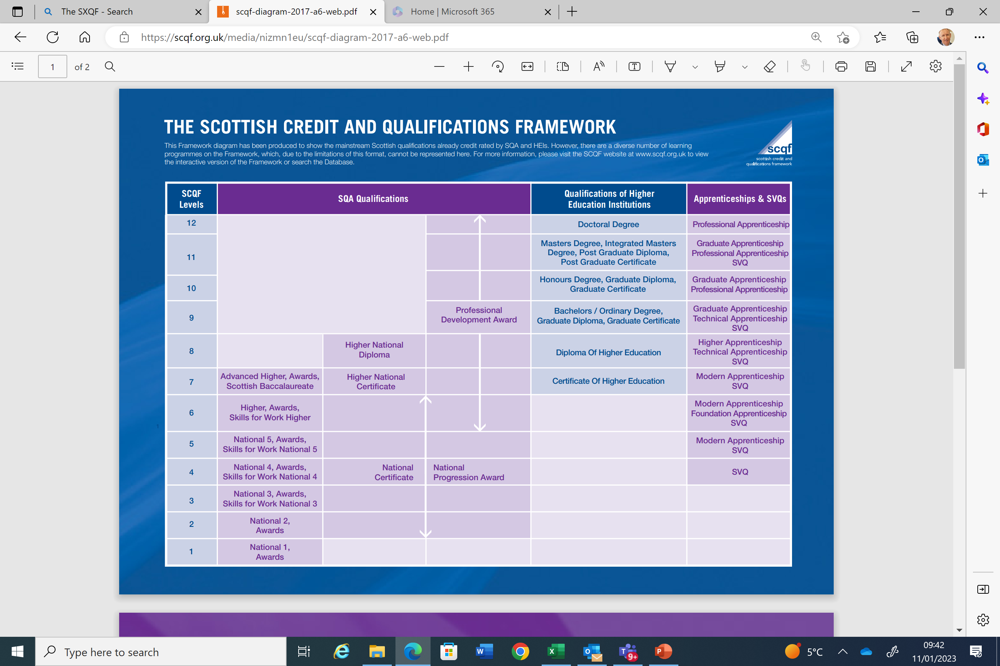 The SXQF - Search
scqf-diagram-2017-a6-web.pdf
Home | Microsoft 365
https://scqf.org.uk/media/nizmn1eu/scqf-diagram-2017-a6-web.pdf
1 of 2
THE SCOTTISH CREDIT AND QUALIFICATIONS FRAMEWORK
This Framework diagram has been produced to show the mainstream Scottish qualifications already credit rated by SQA and HEIs. However, there are a diverse number of learning
programmes on the Framework, which, due to the limitations of this format, cannot be represented here. For more information, please visit the SCQF website at www.scqf.org.uk to view
the interactive version of the Framework or search the Database.
scqf
scottish credit and
qualifications framework
SCQF
Levels
SQA Qualifications
Qualifications of Higher
Education Institutions
Apprenticeships & SVQs
12
Doctoral Degree
Professional Apprenticeship
11
Masters Degree, Integrated Masters
Degree, Post Graduate Diploma,
Post Graduate Certificate
Graduate Apprenticeship
Professional Apprenticeship
SVQ
10
Honours Degree, Graduate Diploma,
Graduate Certificate
Graduate Apprenticeship
Professional Apprenticeship
9
Professional
Development Award
Bachelors / Ordinary Degree,
Graduate Diploma, Graduate Certificate
Graduate Apprenticeship
Technical Apprenticeship
SVQ
8
Higher National
Diploma
Diploma Of Higher Education
Higher Apprenticeship
Technical Apprenticeship
SVQ
7
Advanced Higher, Awards,
Scottish Baccalaureate
Higher National
Certificate
Certificate Of Higher Education
Modern Apprenticeship
SVQ
6
Higher, Awards,
Skills for Work Higher
Modern Apprenticeship
Foundation Apprenticeship
SVQ
1
5
National 5, Awards,
Skills for Work National 5
Modern Apprenticeship
SVQ
4
National 4, Awards,
Skills for Work National 4
National
Certificate
National
Progression Award
SVQ
3
National 3, Awards,
Skills for Work National 3
2
National 2,
Awards
1
National 1,
Awards
Type here to search
9+
5°C
09:42
11/01/2023